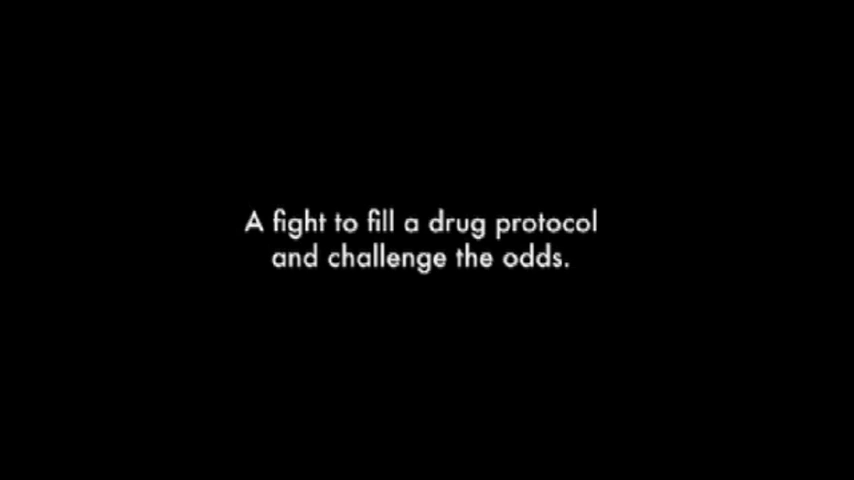 A fight to fill a drug protocol
and challenge the odds.